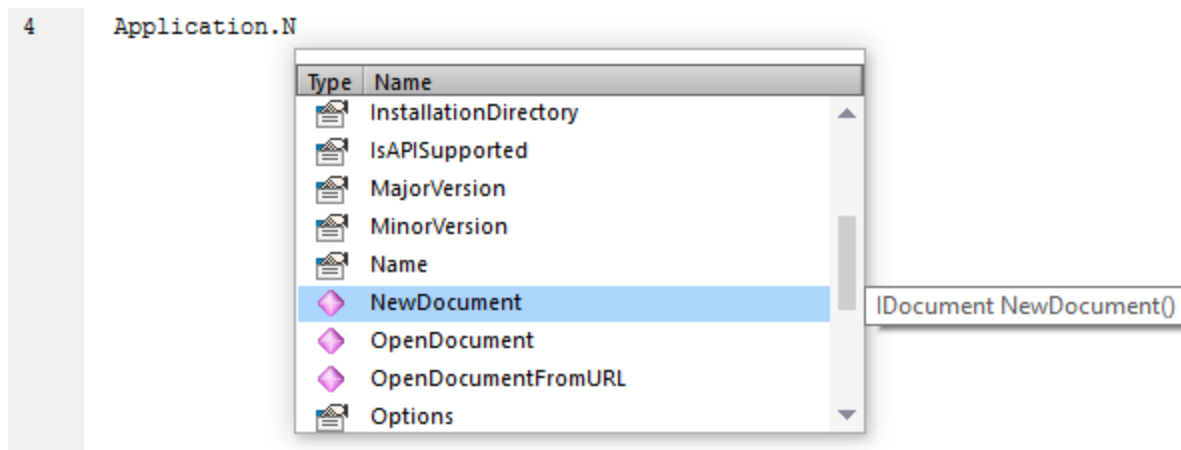 4 Application.N
Type Name
InstallationDirectory
IsAPISupported
MajorVersion
MinorVersion
Name
NewDocument
IDocument NewDocument()
OpenDocument
OpenDocumentFromURL
Options